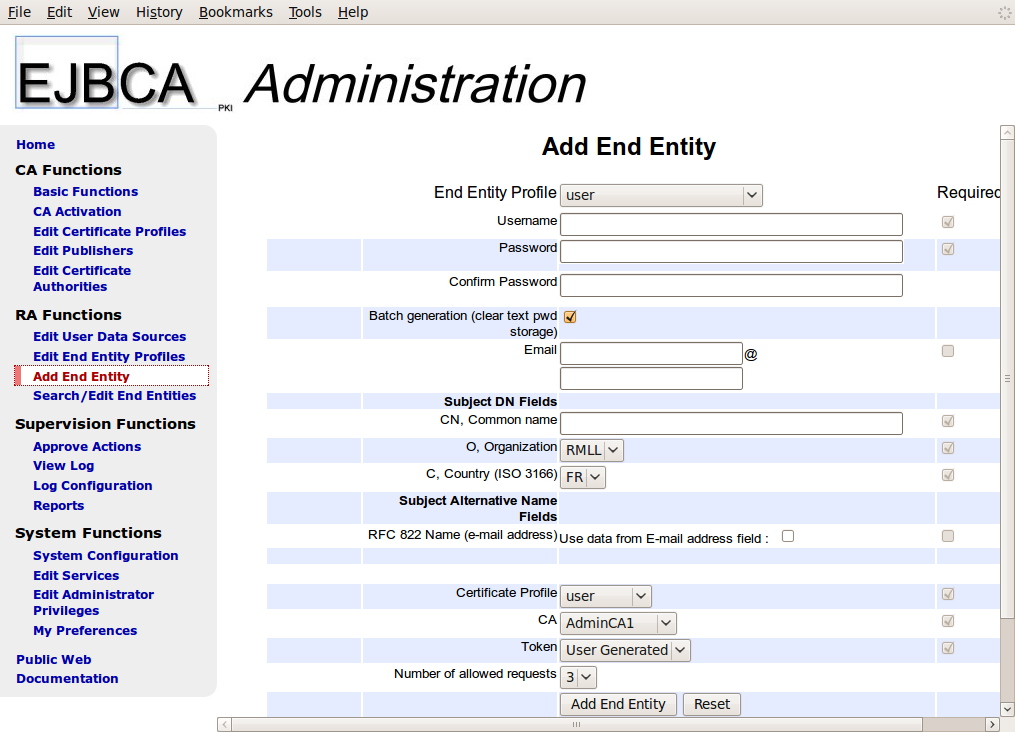 File Edit View History Bookmarks Tools Help
EJBCA PKI Administration
Home
CA Functions
Basic Functions
CA Activation
Edit Certificate Profiles
Edit Publishers
Edit Certificate
Authorities
RA Functions
Edit User Data Sources
Edit End Entity Profiles
Add End Entity
Search/Edit End Entities
Supervision Functions
Approve Actions
View Log
Log Configuration
Reports
System Functions
System Configuration
Edit Services
Edit Administrator
Privileges
My Preferences
Public Web
Documentation
Add End Entity
End Entity Profile user Required
Username
Password
Confirm Password
Batch generation (clear text pwd
storage)
Email @
Subject DN Fields
CN, Common name
O, Organization RMLL
C, Country (ISO 3166) FR
Subject Alternative Name
Fields
RFC 822 Name (e-mail address) Use data from E-mail address field :
Certificate Profile user
CA AdminCA1
Token User Generated
Number of allowed requests 3
Add End Entity Reset